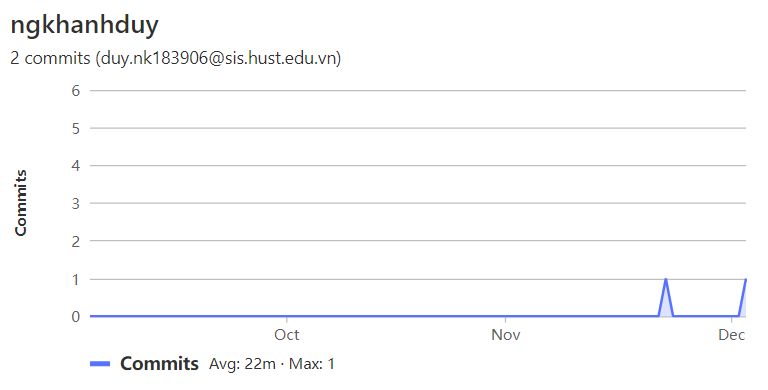 ngkhanhduy
2 commits (duy.nk183906@sis.hust.edu.vn)
6
5
4
3
2
1
0
Commits
Oct Nov Dec
Commits Avg: 22m · Max: 1